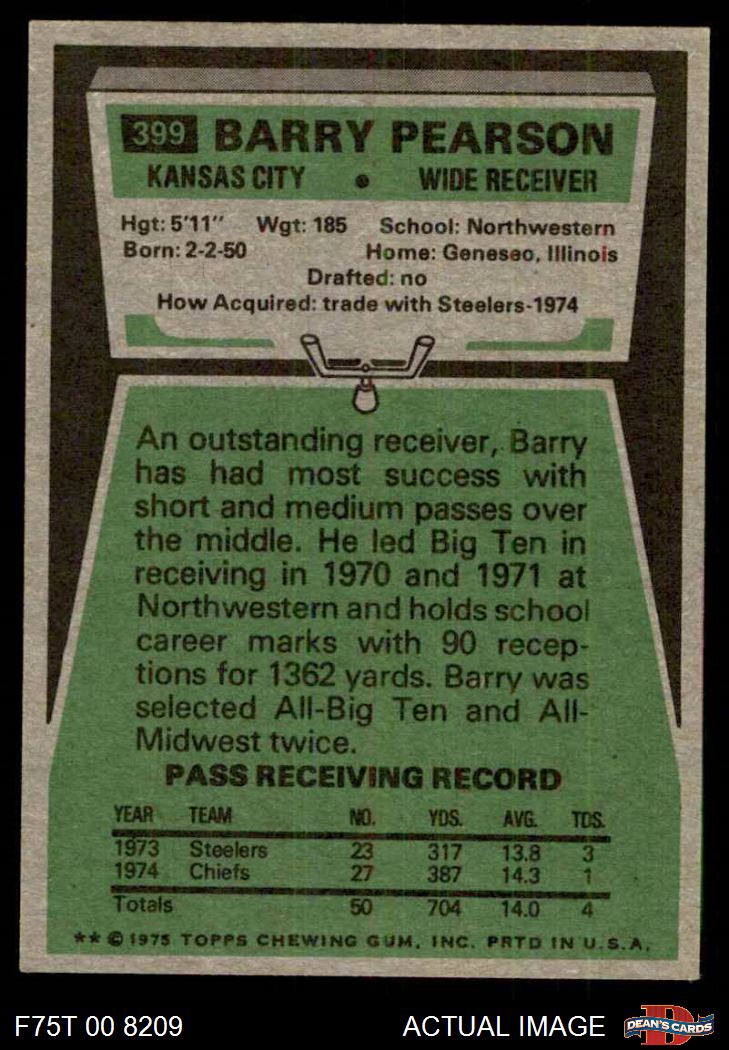 399 BARRY PEARSON
KANSAS CITY • WIDE RECEIVER
Hgt: 5'11" Wgt: 185 School: Northwestern
Born: 2-2-50 Home: Geneseo, Illinois
Drafted: no
How Acquired: trade with Steelers-1974
An outstanding receiver, Barry
has had most success with
short and medium passes over
the middle. He led Big Ten in
receiving in 1970 and 1971 at
Northwestern and holds school
career marks with 90 recep-
tions for 1362 yards. Barry was
selected All-Big Ten and All-
Midwest twice.
PASS RECEIVING RECORD
YEAR TEAM NO. YDS. AVG. TDS.
1973 Steelers 23 317 13.8 3
1974 Chiefs 27 387 14.3 1
Totals 50 704 14.0 4
** © 1975 TOPPS CHEWING GUM, INC. PRTD IN U.S.A.
F75T 00 8209 ACTUAL IMAGE DEAN'S CARDS